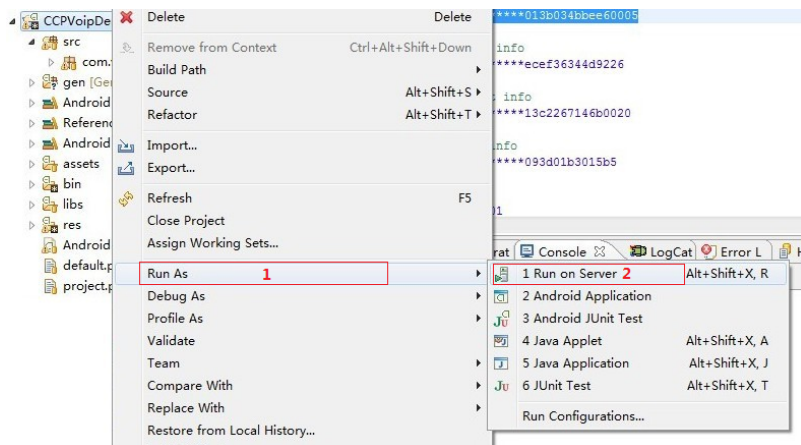 CCPVoipDe
src
com.
gen [Ge
Android
Referenc
Android
assets
bin
libs
res
Android
default.p
project.p
Delete Delete
Remove from Context Ctrl+Alt+Shift+Down
Build Path
Source Alt+Shift+S
Refactor Alt+Shift+T
Import...
Export...
Refresh F5
Close Project
Assign Working Sets...
Run As 1
Debug As
Profile As
Validate
Team
Compare With
Replace With
Restore from Local History...
*****013b034bbee60005
info
****ecef36344d9226
info
****13c2267146b0020
nfo
*****093d01b3015b5
01
rat Console LogCat Error L H
1 Run on Server 2 Alt+Shift+X, R
2 Android Application
3 Android JUnit Test
4 Java Applet Alt+Shift+X, A
5 Java Application Alt+Shift+X, J
6 JUnit Test Alt+Shift+X, T
Run Configurations...